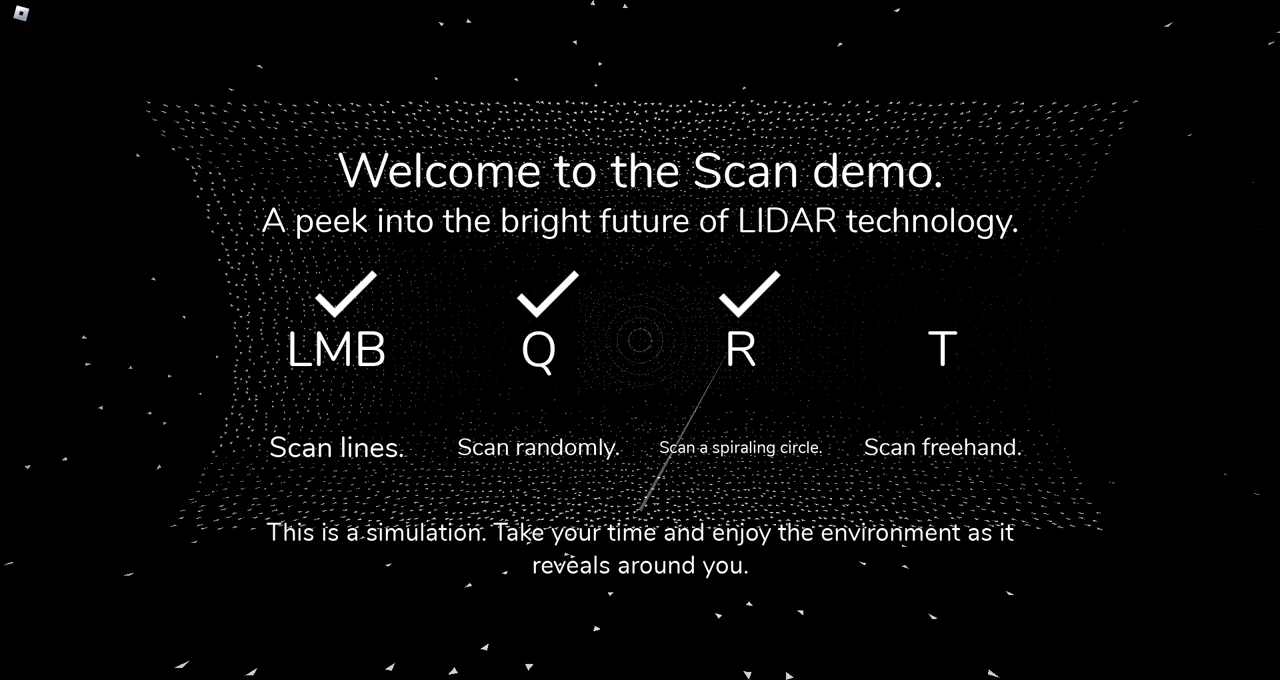 Welcome to the Scan demo.
A peek into the bright future of LIDAR technology.
LMB Q R T
Scan lines. Scan randomly. Scan a spiraling circle. Scan freehand.
This is a simulation. Take your time and enjoy the environment as it
reveals around you.